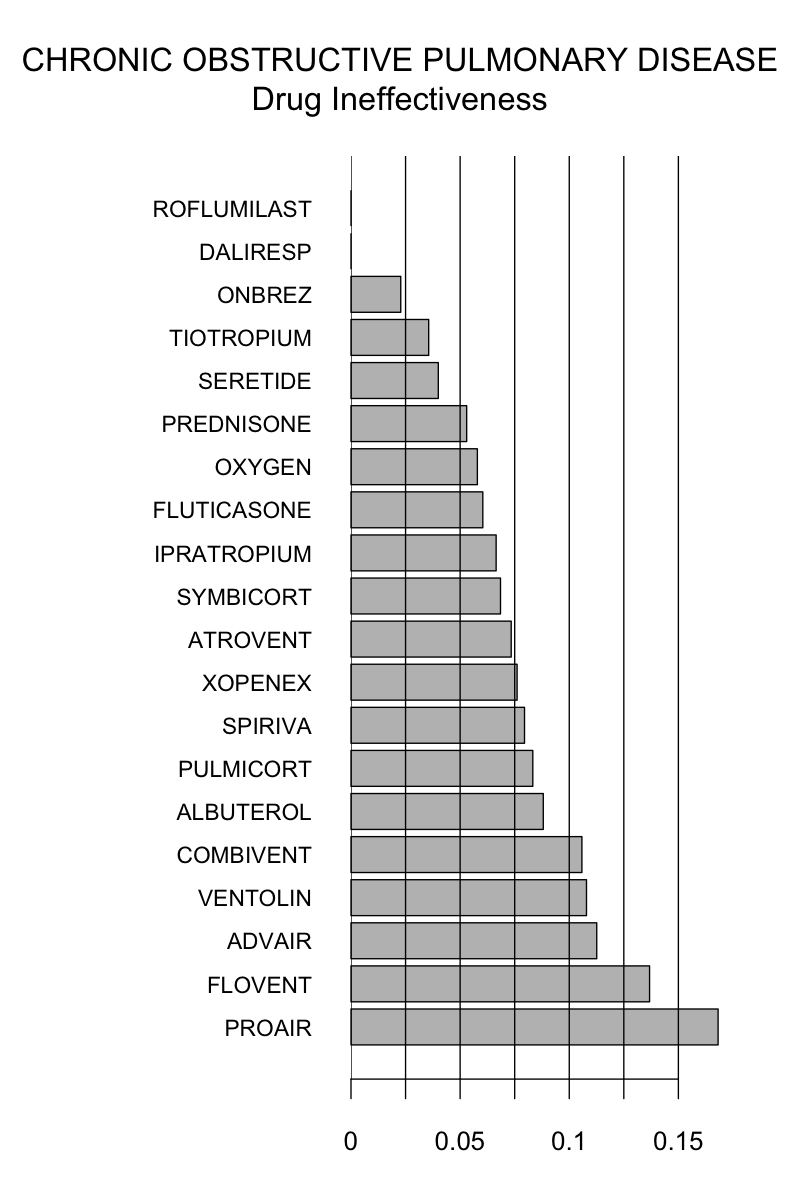 CHRONIC OBSTRUCTIVE PULMONARY DISEASE
Drug Ineffectiveness
ROFLUMILAST
DALIRESP
ONBREZ
TIOTROPIUM
SERETIDE
PREDNISONE
OXYGEN
FLUTICASONE
IPRATROPIUM
SYMBICORT
ATROVENT
XOPENEX
SPIRIVA
PULMICORT
ALBUTEROL
COMBIVENT
VENTOLIN
ADVAIR
FLOVENT
PROAIR
0 0.05 0.1 0.15